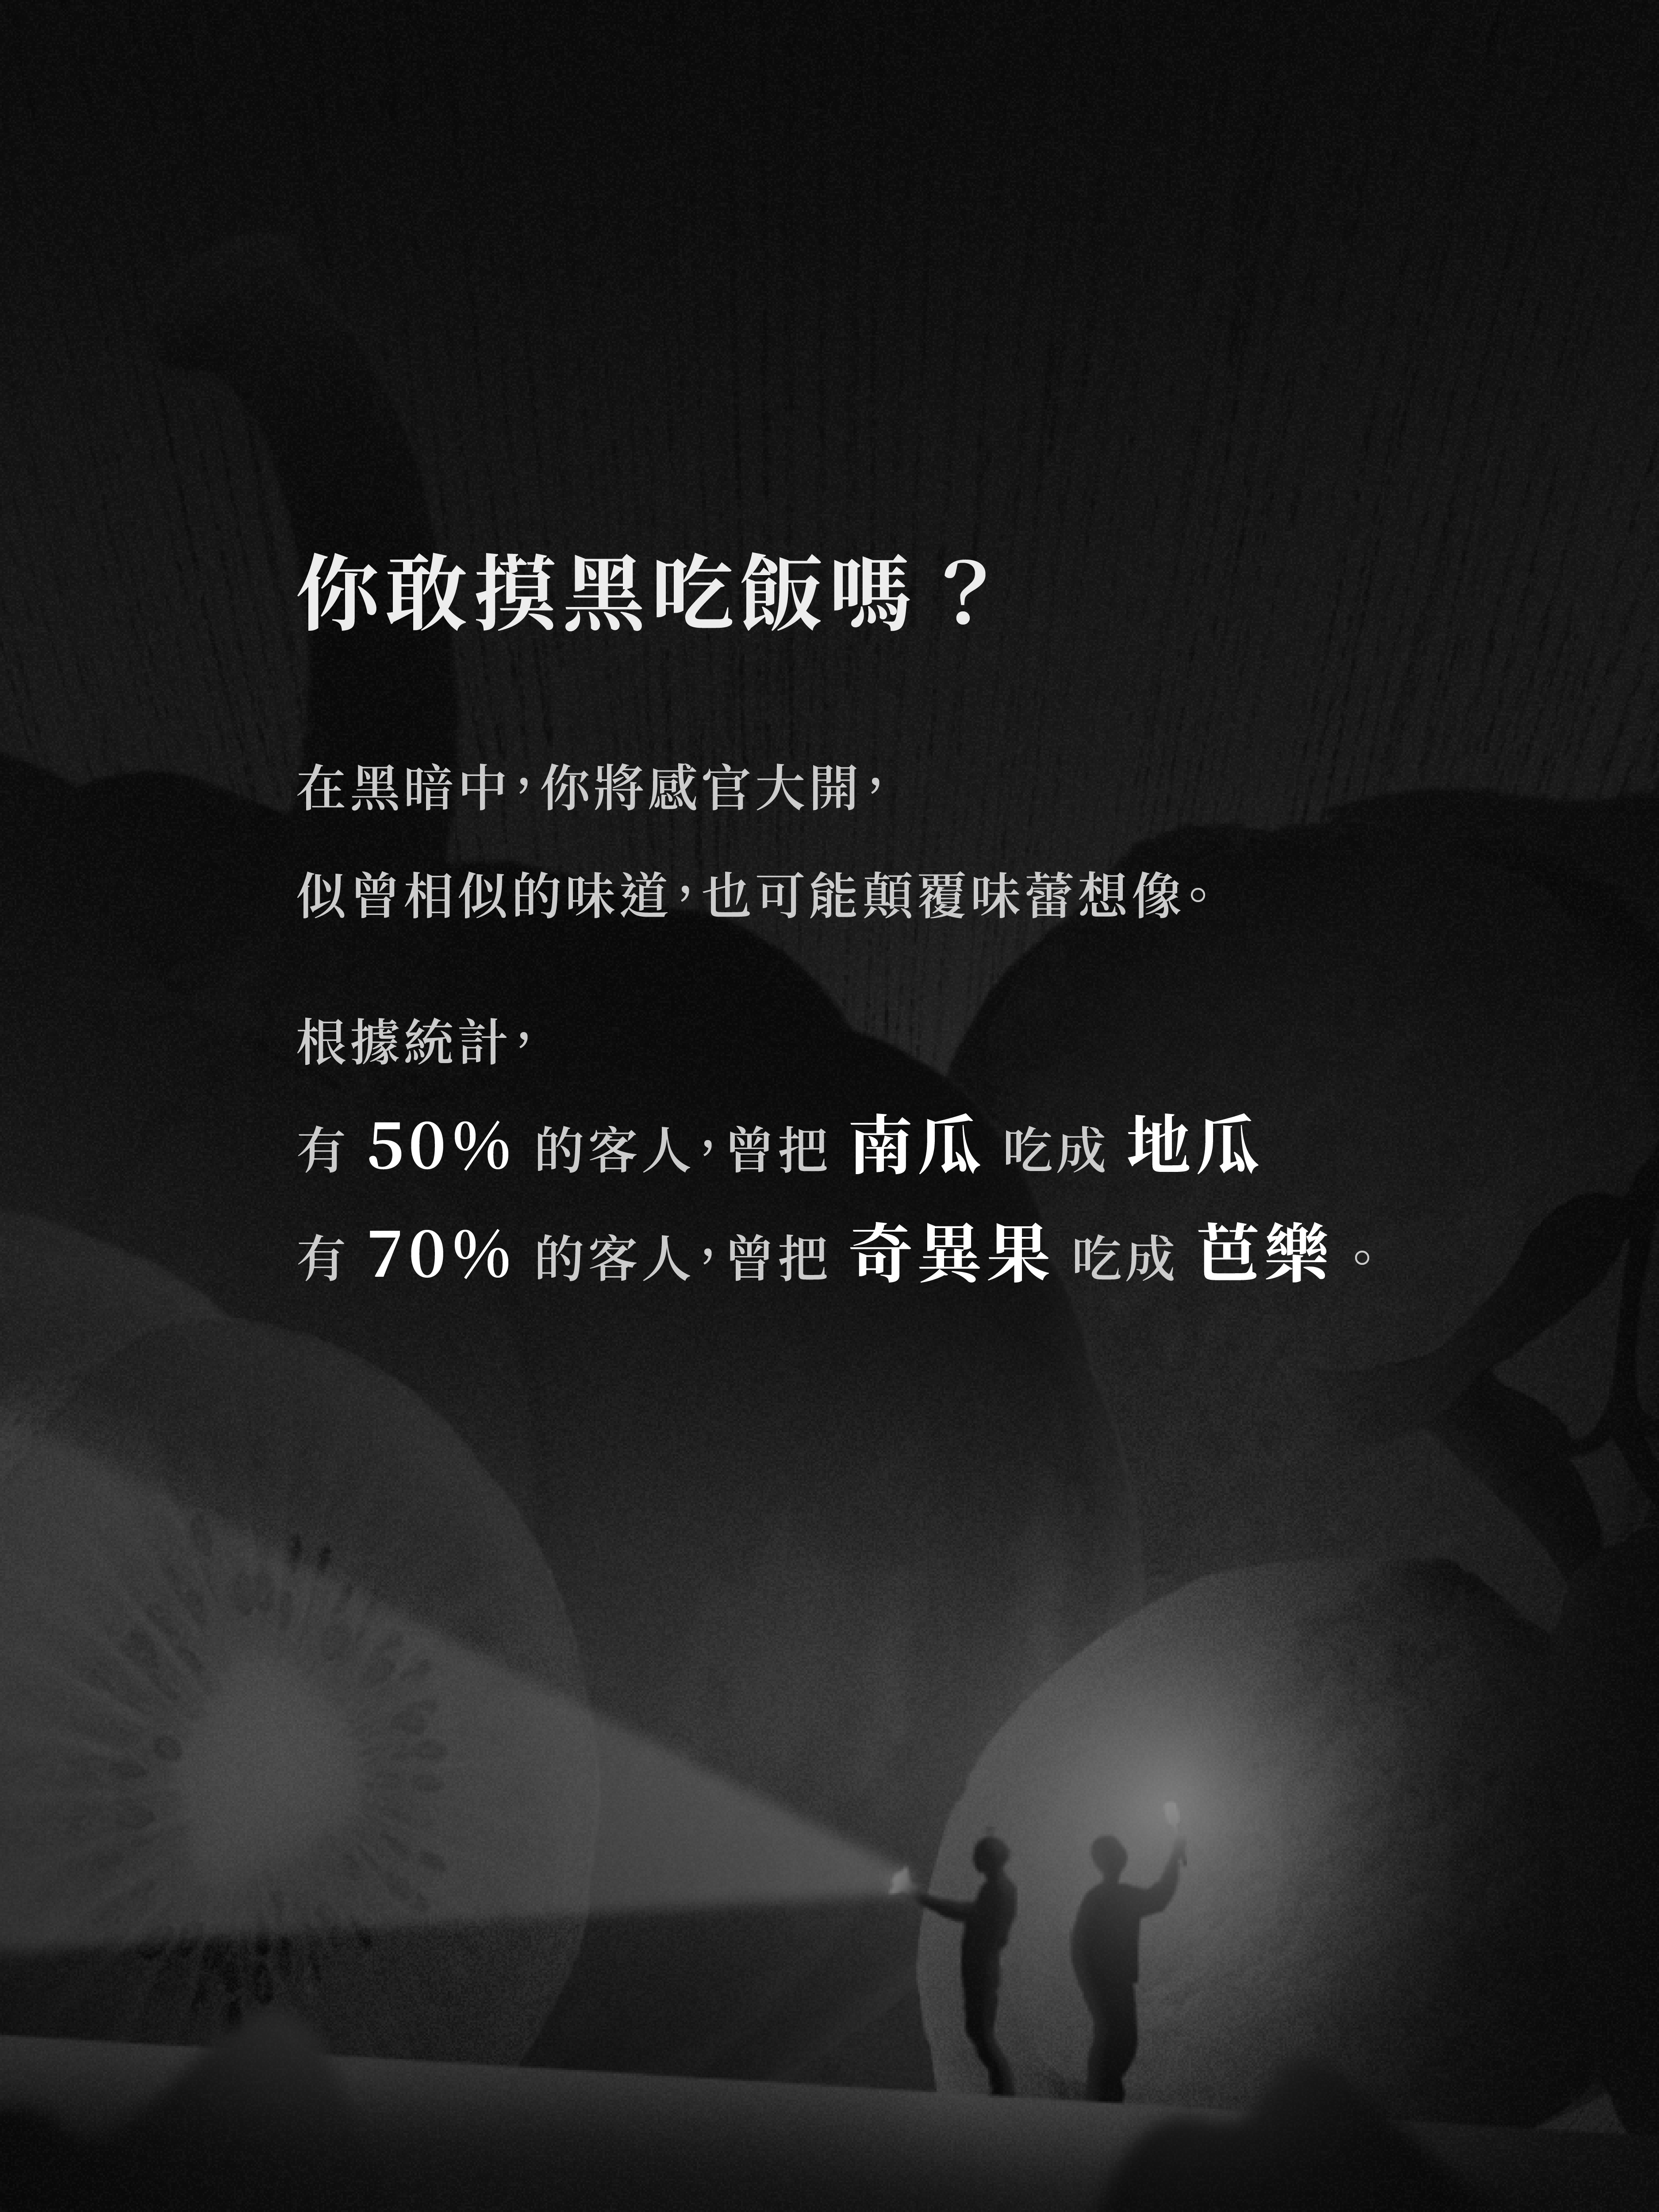 你敢摸黑吃飯嗎？
在黑暗中，你將感官大開，
似曾相似的味道，也可能顛覆味蕾想像。
根據統計，
有 50% 的客人，曾把 南瓜 吃成 地瓜
有 70% 的客人，曾把 奇異果 吃成 芭樂 。